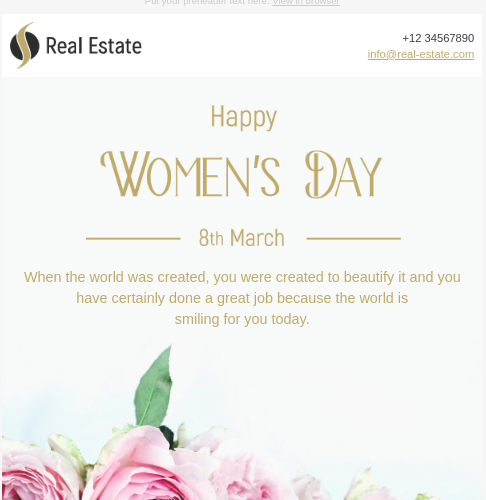 Put your preheader text here. View in browser
Real Estate
+12 34567890
info@real-estate.com
Happy
WOMEN'S DAY
8th March
When the world was created, you were created to beautify it and you
have certainly done a great job because the world is
smiling for you today.